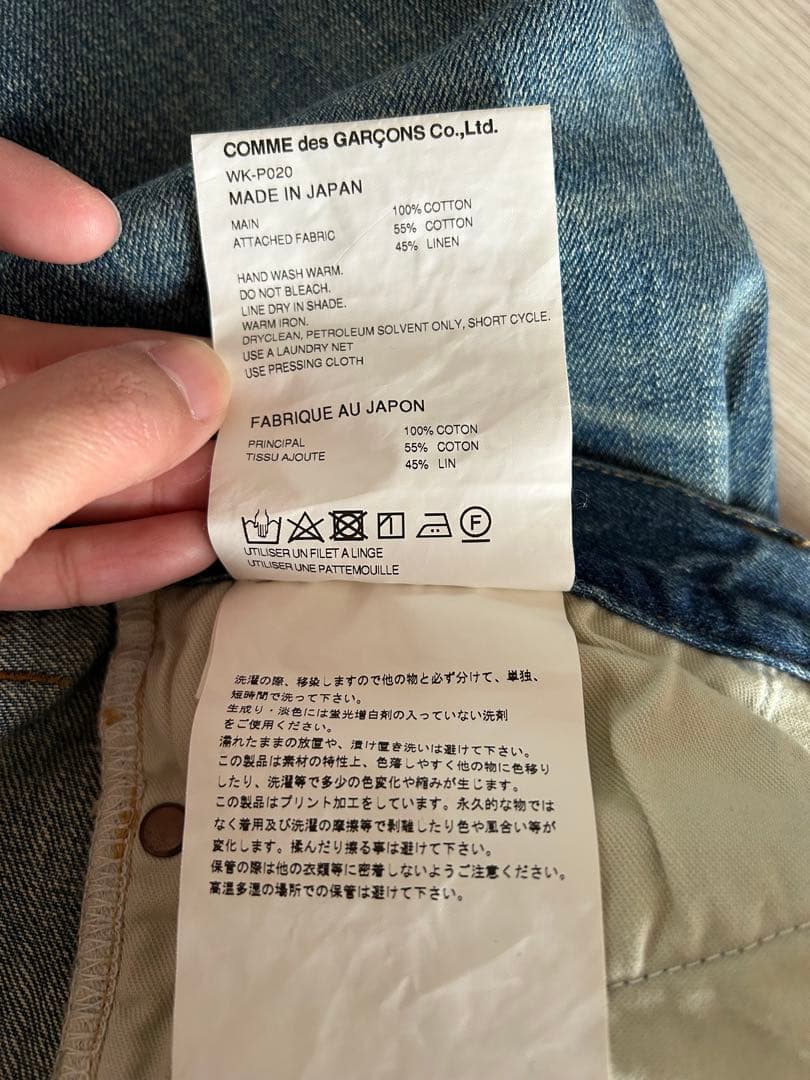 COMME des GARÇONS Co.,Ltd.
WK-P020
MADE IN JAPAN
MAIN 100% COTTON
ATTACHED FABRIC 55% COTTON
45% LINEN
HAND WASH WARM.
DO NOT BLEACH.
LINE DRY IN SHADE.
WARM IRON.
DRYCLEAN, PETROLEUM SOLVENT ONLY, SHORT CYCLE.
USE A LAUNDRY NET
USE PRESSING CLOTH
FABRIQUE AU JAPON
PRINCIPAL 100% COTON
TISSU AJOUTE 55% COTON
45% LIN
F
UTILISER UN FILET A LINGE
UTILISER UNE PATTEMOUILLE
洗濯の際、移染しますので他の物と必ず分けて、単独、
短時間で洗って下さい。
生成り・淡色には蛍光増白剤の入っていない洗剤
をご使用ください。
濡れたままの放置や、漬け置き洗いは避けて下さい。
この製品は素材の特性上、色落しやすく他の物に色移り
したり、洗濯等で多少の色変化や縮みが生じます。
この製品はプリント加工をしています。永久的な物では
なく着用及び洗濯の摩擦等で剥離したり色や風合い等が
変化します。揉んだり擦る事は避けて下さい。
保管の際は他の衣類等に密着しないようご注意ください。
高温多湿の場所での保管は避けて下さい。